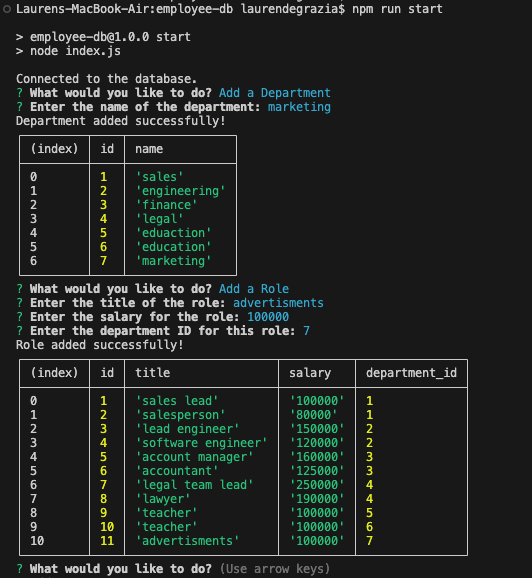 Laurens-MacBook-Air:employee-db laurendegrazia$ npm run start
> employee-db@1.0.0 start
> node index.js
Connected to the database.
? What would you like to do? Add a Department
? Enter the name of the department: marketing
Department added successfully!
(index) id name
0 1 'sales'
1 2 'engineering'
2 3 'finance'
3 4 'legal'
4 5 'eduaction'
5 6 'education'
6 7 'marketing'
? What would you like to do? Add a Role
? Enter the title of the role: advertisments
? Enter the salary for the role: 100000
? Enter the department ID for this role: 7
Role added successfully!
(index) id title salary department_id
0 1 'sales lead' '100000' 1
1 2 'salesperson' '80000' 1
2 3 'lead engineer' '150000' 2
3 4 'software engineer' '120000' 2
4 5 'account manager' '160000' 3
5 6 'accountant' '125000' 3
6 7 'legal team lead' '250000' 4
7 8 'lawyer' '190000' 4
8 9 'teacher' '100000' 5
9 10 'teacher' '100000' 6
10 11 'advertisments' '100000' 7
? What would you like to do? (Use arrow keys)